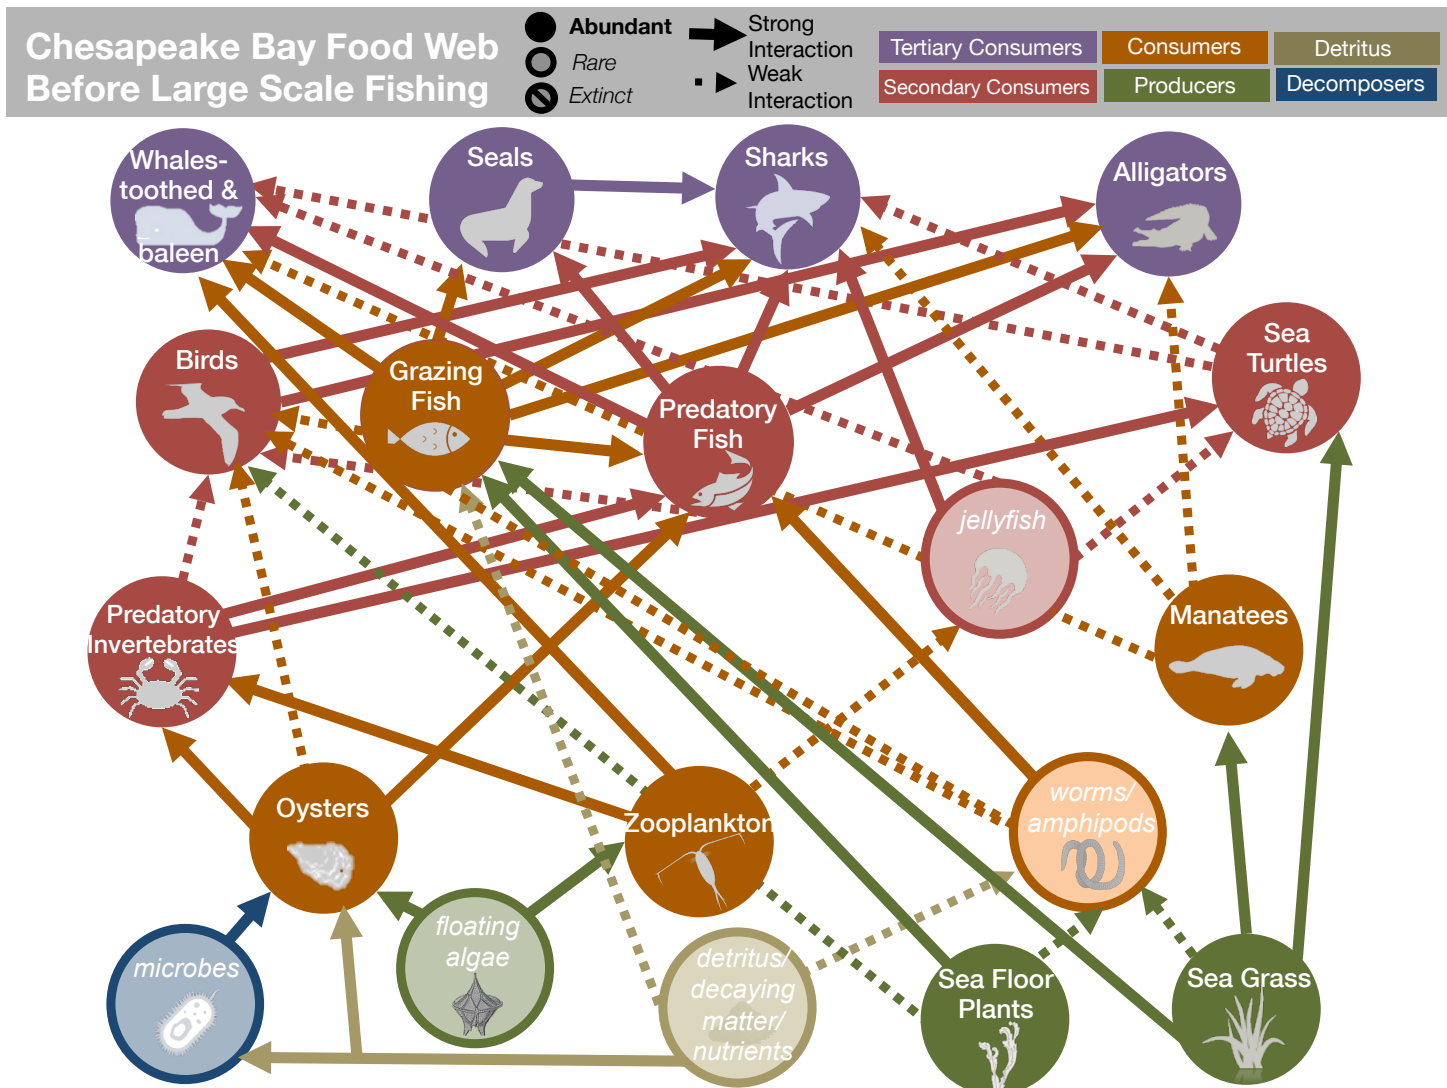 Chesapeake Bay Food Web
Before Large Scale Fishing
Abundant
Rare
Extinct
Strong
Interaction
Weak
Interaction
Tertiary Consumers
Consumers
Detritus
Secondary Consumers
Producers
Decomposers
Whales-
toothed &
baleen
Seals
Sharks
Alligators
Birds
Grazing
Fish
Predatory
Fish
Sea
Turtles
jellyfish
Predatory
Invertebrates
Manatees
Oysters
Zooplankton
worms/
amphipods
microbes
floating
algae
detritus/
decaying
matter/
nutrients
Sea Floor
Plants
Sea Grass